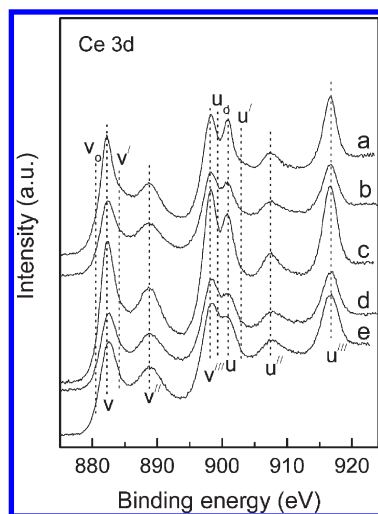 Ce 3d
Intensity (a.u.)
v₀
v′
u₀
u′
a
b
c
d
e
v
v″
v‴
u
u″
u‴
880
890
900
910
920
Binding energy (eV)